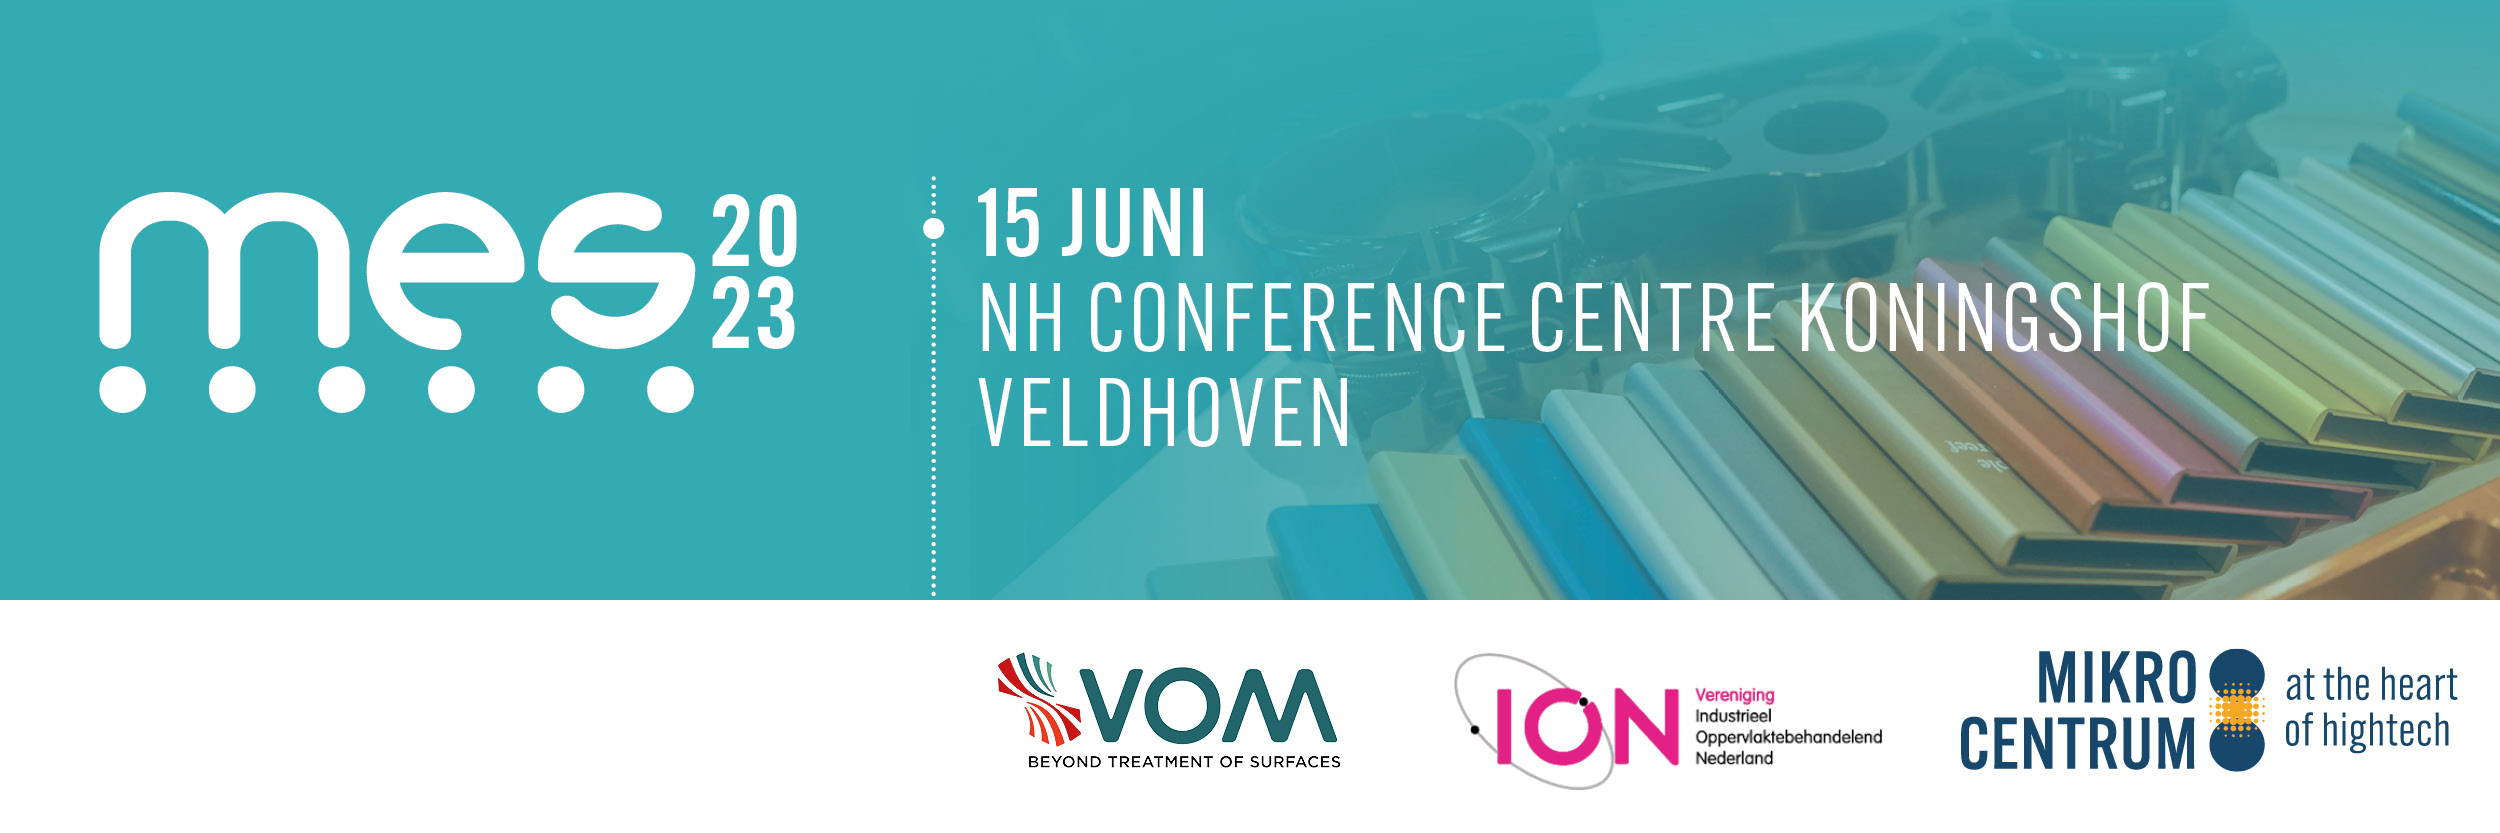 mes
20
23
15 JUNI
NH CONFERENCE CENTRE KONINGSHOF
VELDHOVEN
VOM
BEYOND TREATMENT OF SURFACES
ION
Vereniging
Industrieel
Oppervlaktebehandelend
Nederland
MIKRO
CENTRUM
at the heart
of hightech